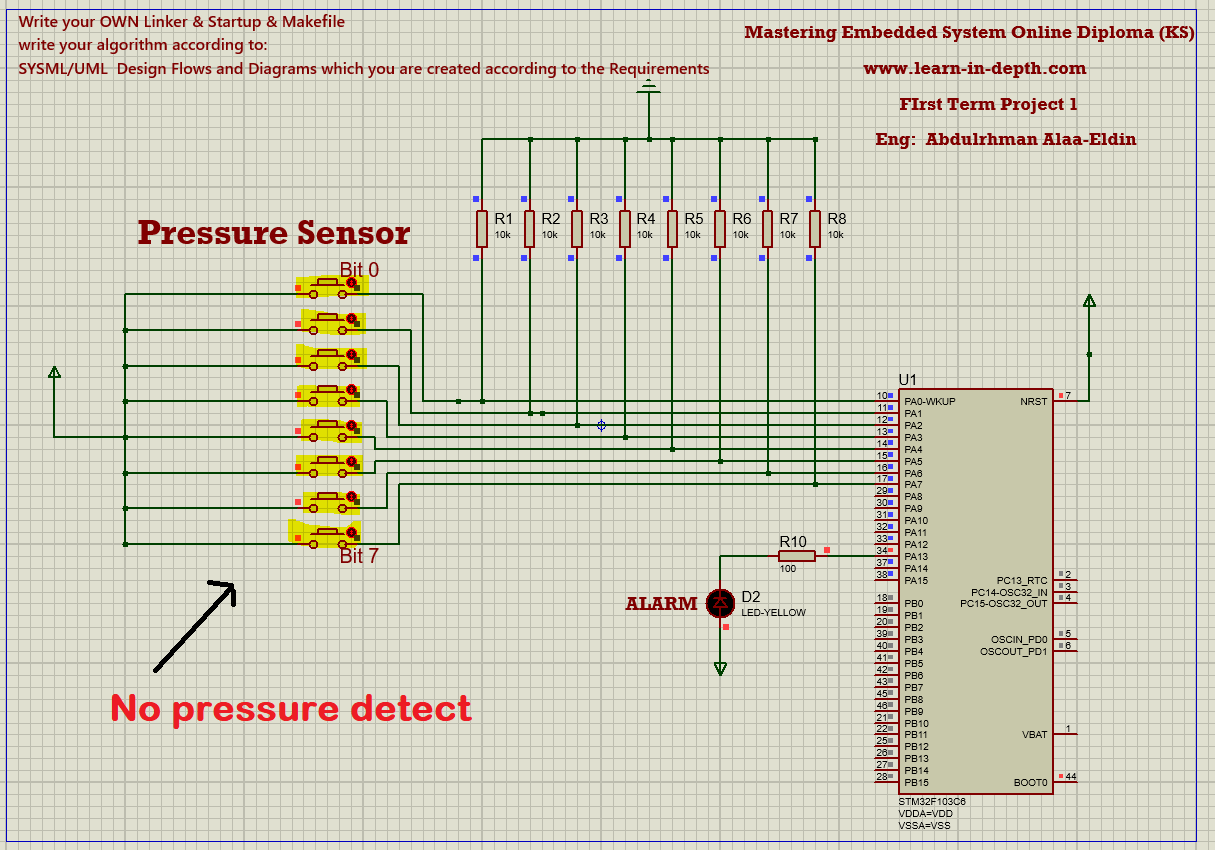 Write your OWN Linker & Startup & Makefile
write your algorithm according to:
SYSML/UML  Design Flows and Diagrams which you are created according to the Requirements
Mastering Embedded System Online Diploma (KS)
www.learn-in-depth.com
FIrst Term Project 1
Eng:  Abdulrhman Alaa-Eldin
R1 R2 R3 R4 R5 R6 R7 R8
10k 10k 10k 10k 10k 10k 10k 10k
Pressure Sensor
Bit 0
Bit 7
No pressure detect
R10
100
ALARM
D2
LED-YELLOW
U1
10 PA0-WKUP
11 PA1
12 PA2
13 PA3
14 PA4
15 PA5
16 PA6
17 PA7
29 PA8
30 PA9
31 PA10
32 PA11
33 PA12
34 PA13
37 PA14
38 PA15
18 PB0
19 PB1
20 PB2
39 PB3
40 PB4
41 PB5
42 PB6
43 PB7
45 PB8
46 PB9
21 PB10
22 PB11
25 PB12
26 PB13
27 PB14
28 PB15
NRST 7
PC13_RTC 2
PC14-OSC32_IN 3
PC15-OSC32_OUT 4
OSCIN_PD0 5
OSCOUT_PD1 6
VBAT 1
BOOT0 44
STM32F103C6
VDDA=VDD
VSSA=VSS